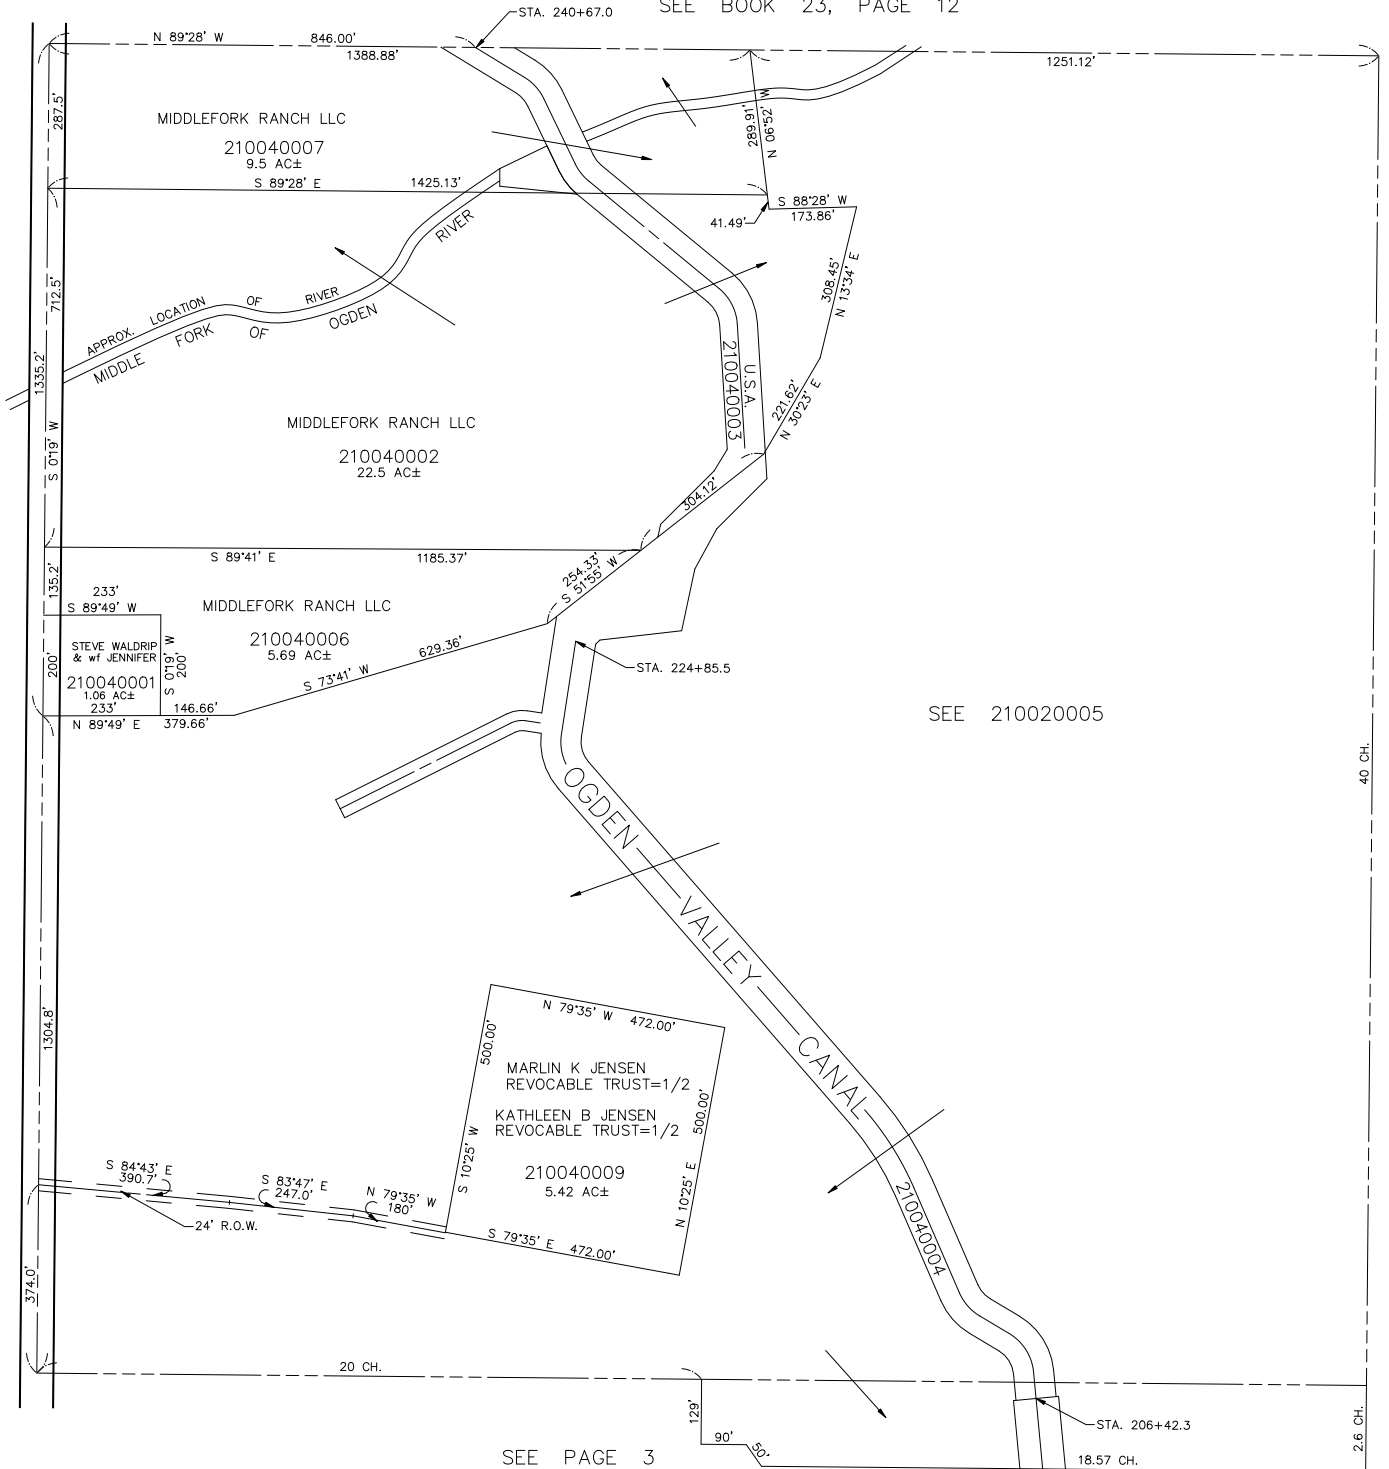 SEE BOOK 23, PAGE 12
STA. 240+67.0
N 89°28' W 846.00'
1388.88'
1251.12'
287.5'
MIDDLEFORK RANCH LLC
210040007
9.5 AC±
289.91'
N 06°52' W
S 89°28' E 1425.13'
S 88°28' W
173.86'
41.49'
RIVER
308.45'
N 13°34' E
712.5'
APPROX. LOCATION OF RIVER
MIDDLE FORK OF OGDEN
1335.2'
S 0°19' W
U.S.A.
210040003
221.62'
N 30°23' E
MIDDLEFORK RANCH LLC
210040002
22.5 AC±
304.12'
S 89°41' E 1185.37'
254.33'
S 51°55' W
135.2'
233'
S 89°49' W
MIDDLEFORK RANCH LLC
210040006
5.69 AC±
STEVE WALDRIP
& wf JENNIFER
210040001
1.06 AC±
233'
200'
S 0°19' W
200'
146.66'
N 89°49' E 379.66'
S 73°41' W 629.36'
STA. 224+85.5
SEE 210020005
40 CH.
OGDEN VALLEY CANAL
1304.8'
N 79°35' W 472.00'
500.00'
S 10°25' W
MARLIN K JENSEN
REVOCABLE TRUST=1/2
KATHLEEN B JENSEN
REVOCABLE TRUST=1/2
210040009
5.42 AC±
500.00'
N 10°25' E
S 79°35' E 472.00'
S 84°43' E
390.7'
S 83°47' E
247.0'
N 79°35' W
180'
24' R.O.W.
210040004
374.0'
20 CH.
129'
90'
50'
STA. 206+42.3
18.57 CH.
2.6 CH.
SEE PAGE 3